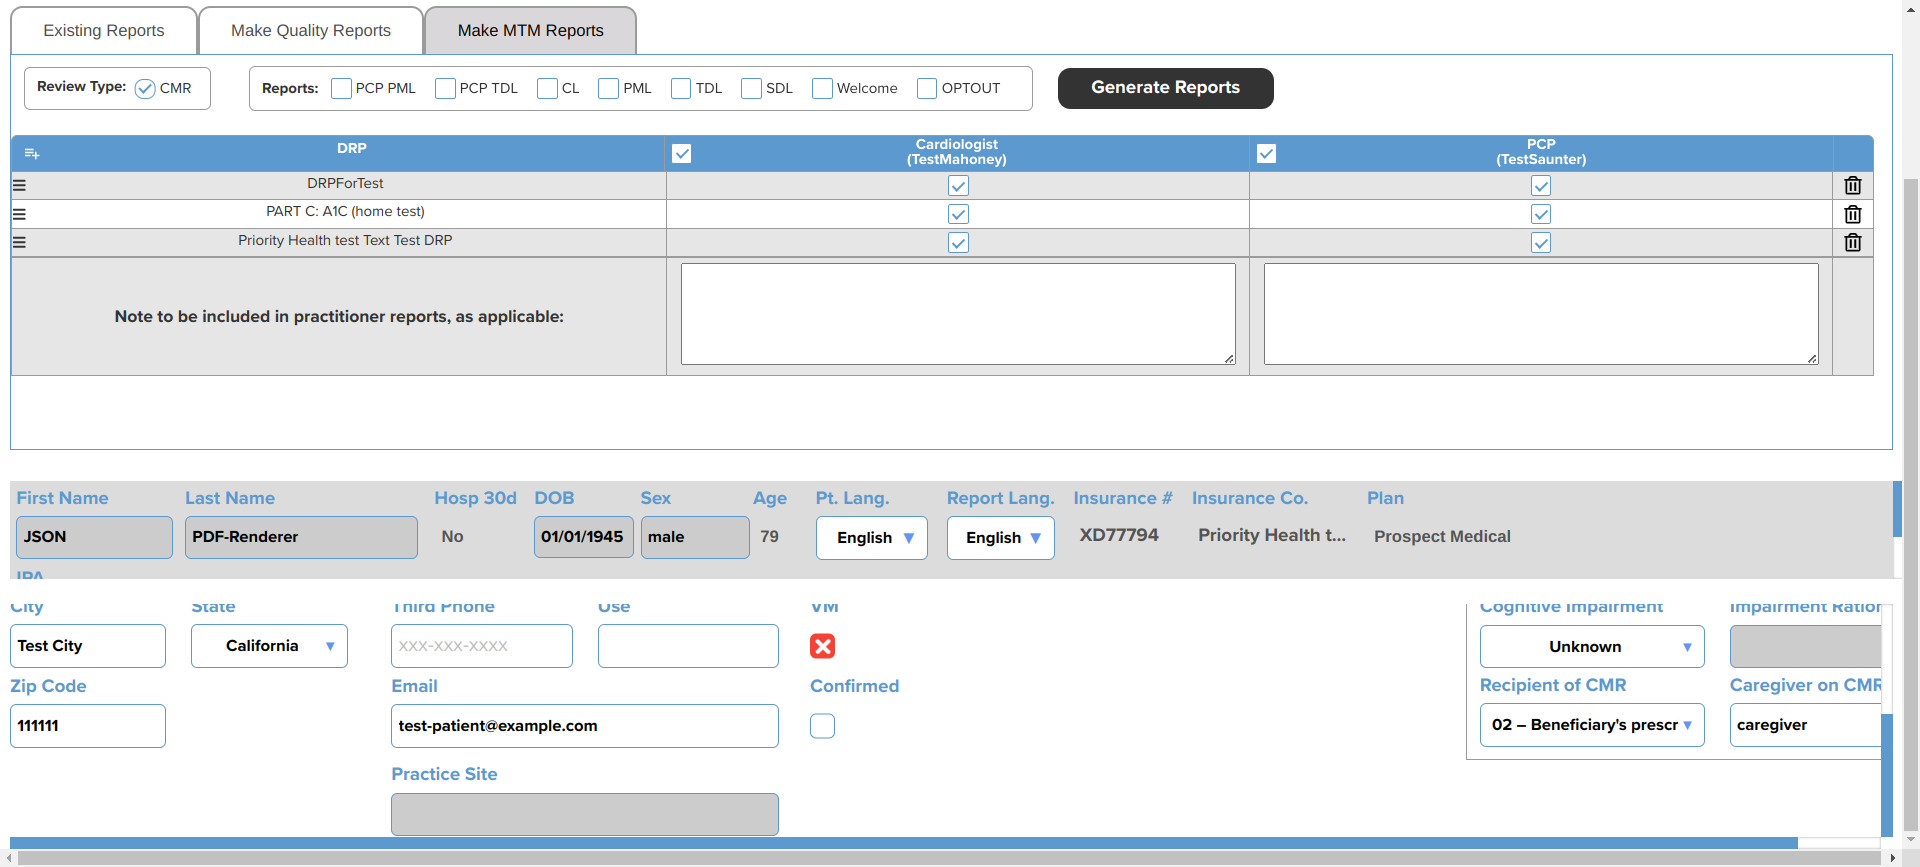 Existing Reports
Make Quality Reports
Make MTM Reports
Review Type: CMR
Reports: PCP PML PCP TDL CL PML TDL SDL Welcome OPTOUT
Generate Reports
DRP
Cardiologist
(TestMahoney)
PCP
(TestSaunter)
DRPForTest
PART C: A1C (home test)
Priority Health test Text Test DRP
Note to be included in practitioner reports, as applicable:
First Name Last Name Hosp 30d DOB Sex Age Pt. Lang. Report Lang. Insurance # Insurance Co. Plan
JSON PDF-Renderer No 01/01/1945 male 79 English English XD77794 Priority Health t... Prospect Medical
IPA
City State Third Phone Use VM Cognitive Impairment Impairment Ration
Test City California xxx-xxx-xxxx Unknown
Zip Code Email Confirmed Recipient of CMR Caregiver on CMR
111111 test-patient@example.com 02 – Beneficiary's prescr caregiver
Practice Site